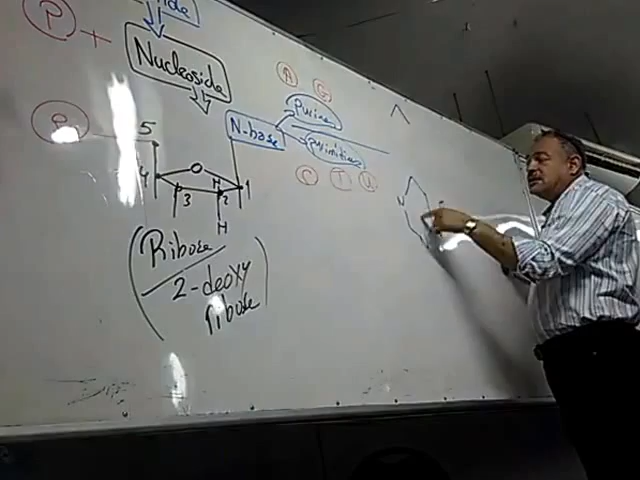 P
+
Nucleoside
A G
P
5
N-base
Purine
Pyrimidine
C T U
O
4 H 1
3 2
H
N
Ribose
2-deoxy
ribose